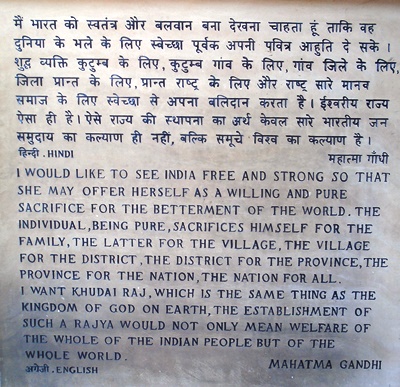 मैं भारत को स्वतंत्र और बलवान बना देखना चाहता हूं ताकि वह
दुनिया के भले के लिए स्वेच्छा पूर्वक अपनी पवित्र आहुति दे सके ।
शुद्ध व्यक्ति कुटुम्ब के लिए, कुटुम्ब गांव के लिए, गांव जिले के लिए,
जिला प्रान्त के लिए, प्रान्त राष्ट्र के लिए और राष्ट्र सारे मानव
समाज के लिए स्वेच्छा से अपना बलिदान करता है । ईश्वरीय राज्य
ऐसा ही है । ऐसे राज्य की स्थापना का अर्थ केवल सारे भारतीय जन
समुदाय का कल्याण ही नहीं, बल्कि समूचे विश्व का कल्याण है ।
हिन्दी . HINDI महात्मा गाँधी
I WOULD LIKE TO SEE INDIA FREE AND STRONG SO THAT
SHE MAY OFFER HERSELF AS A WILLING AND PURE
SACRIFICE FOR THE BETTERMENT OF THE WORLD. THE
INDIVIDUAL, BEING PURE, SACRIFICES HIMSELF FOR THE
FAMILY, THE LATTER FOR THE VILLAGE, THE VILLAGE
FOR THE DISTRICT, THE DISTRICT FOR THE PROVINCE, THE
PROVINCE FOR THE NATION, THE NATION FOR ALL.
I WANT KHUDAI RAJ, WHICH IS THE SAME THING AS THE
KINGDOM OF GOD ON EARTH, THE ESTABLISHMENT OF
SUCH A RAJYA WOULD NOT ONLY MEAN WELFARE OF
THE WHOLE OF THE INDIAN PEOPLE BUT OF THE
WHOLE WORLD.
अंग्रेजी . ENGLISH MAHATMA GANDHI